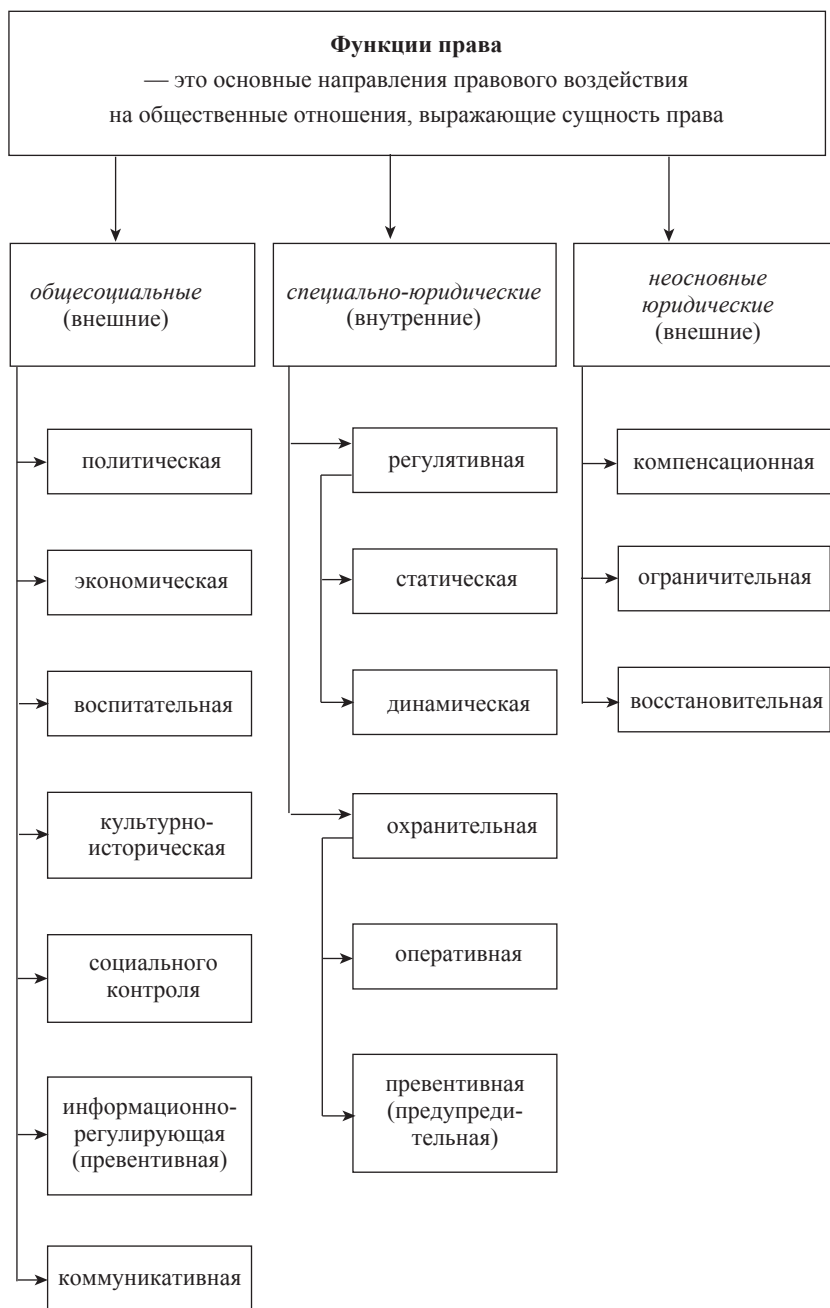 Функции права
— это основные направления правового воздействия
на общественные отношения, выражающие сущность права
общесоциальные
(внешние)
специально-юридические
(внутренние)
неосновные
юридические
(внешние)
политическая
экономическая
воспитательная
культурно-
историческая
социального
контроля
информационно-
регулирующая
(превентивная)
коммуникативная
регулятивная
статическая
динамическая
охранительная
оперативная
превентивная
(предупреди-
тельная)
компенсационная
ограничительная
восстановительная